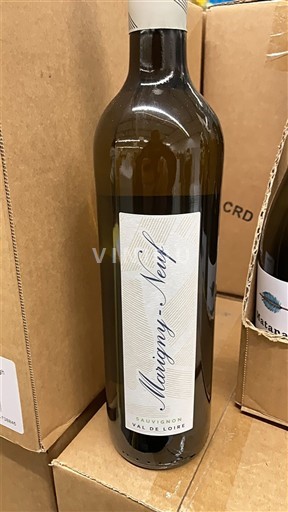 Marigny-Neuf
SAUVIGNON
VAL DE LOIRE
CRD